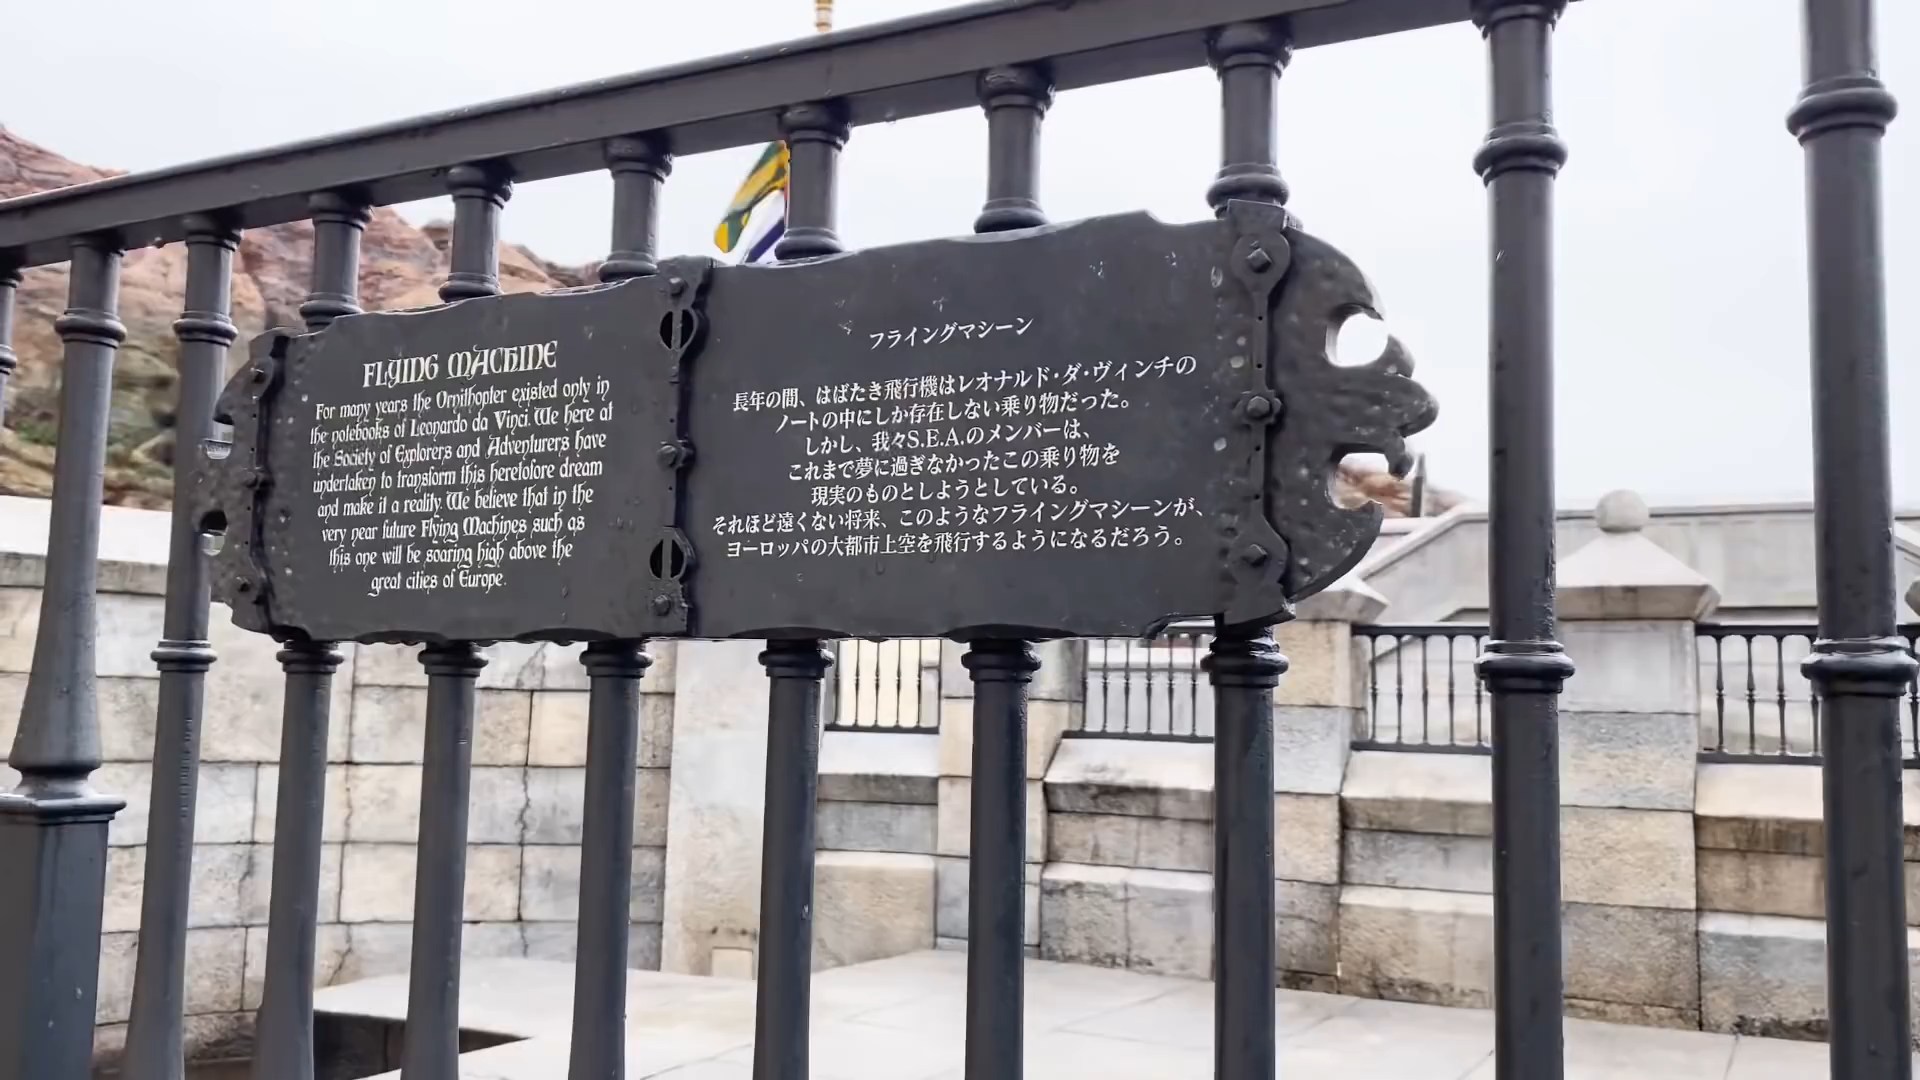 FLYING MACHINE
For many years the Ornithopter existed only in
the notebooks of Leonardo da Vinci. We here at
the Society of Explorers and Adventurers have
undertaken to transform this heretofore dream
and make it a reality. We believe that in the
very near future Flying Machines such as
this one will be soaring high above the
great cities of Europe.
フライングマシーン
長年の間、はばたき飛行機はレオナルド・ダ・ヴィンチの
ノートの中にしか存在しない乗り物だった。
しかし、我々S.E.A.のメンバーは、
これまで夢に過ぎなかったこの乗り物を
現実のものとしようとしている。
それほど遠くない将来、このようなフライングマシーンが、
ヨーロッパの大都市上空を飛行するようになるだろう。